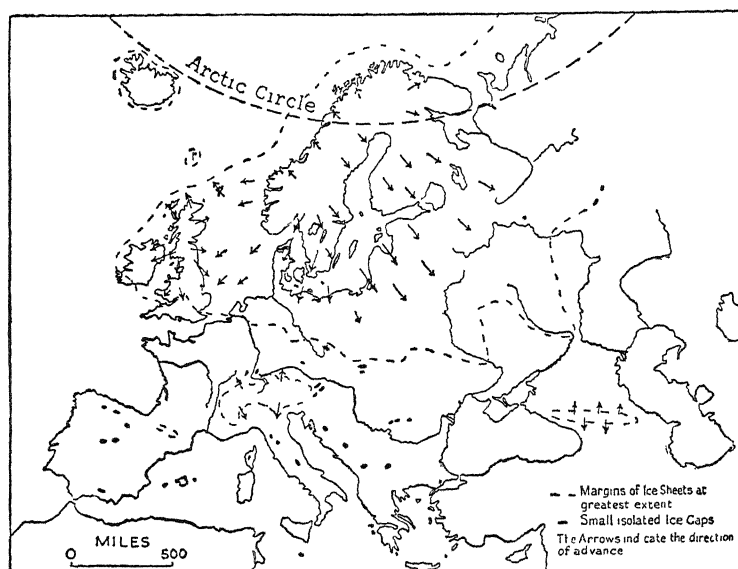 Arctic Circle
Margins of Ice Sheets at
greatest extent
Small isolated Ice Caps
The Arrows indicate the direction
of advance
MILES
0 500